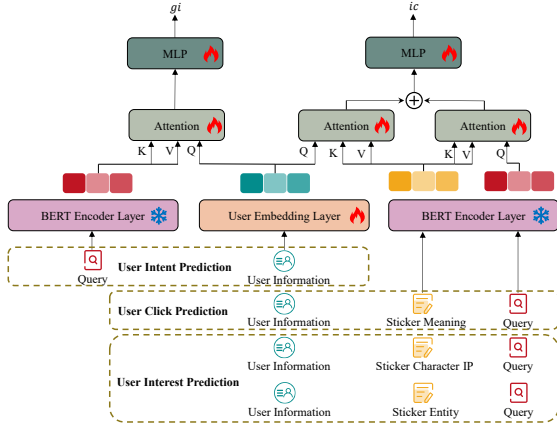 gi
ic
MLP
MLP
Attention
Attention
Attention
K
V
Q
Q
K
V
K
V
Q
BERT Encoder Layer
User Embedding Layer
BERT Encoder Layer
User Intent Prediction
Query
User Information
User Click Prediction
User Information
Sticker Meaning
Query
User Interest Prediction
User Information
Sticker Character IP
Query
User Information
Sticker Entity
Query